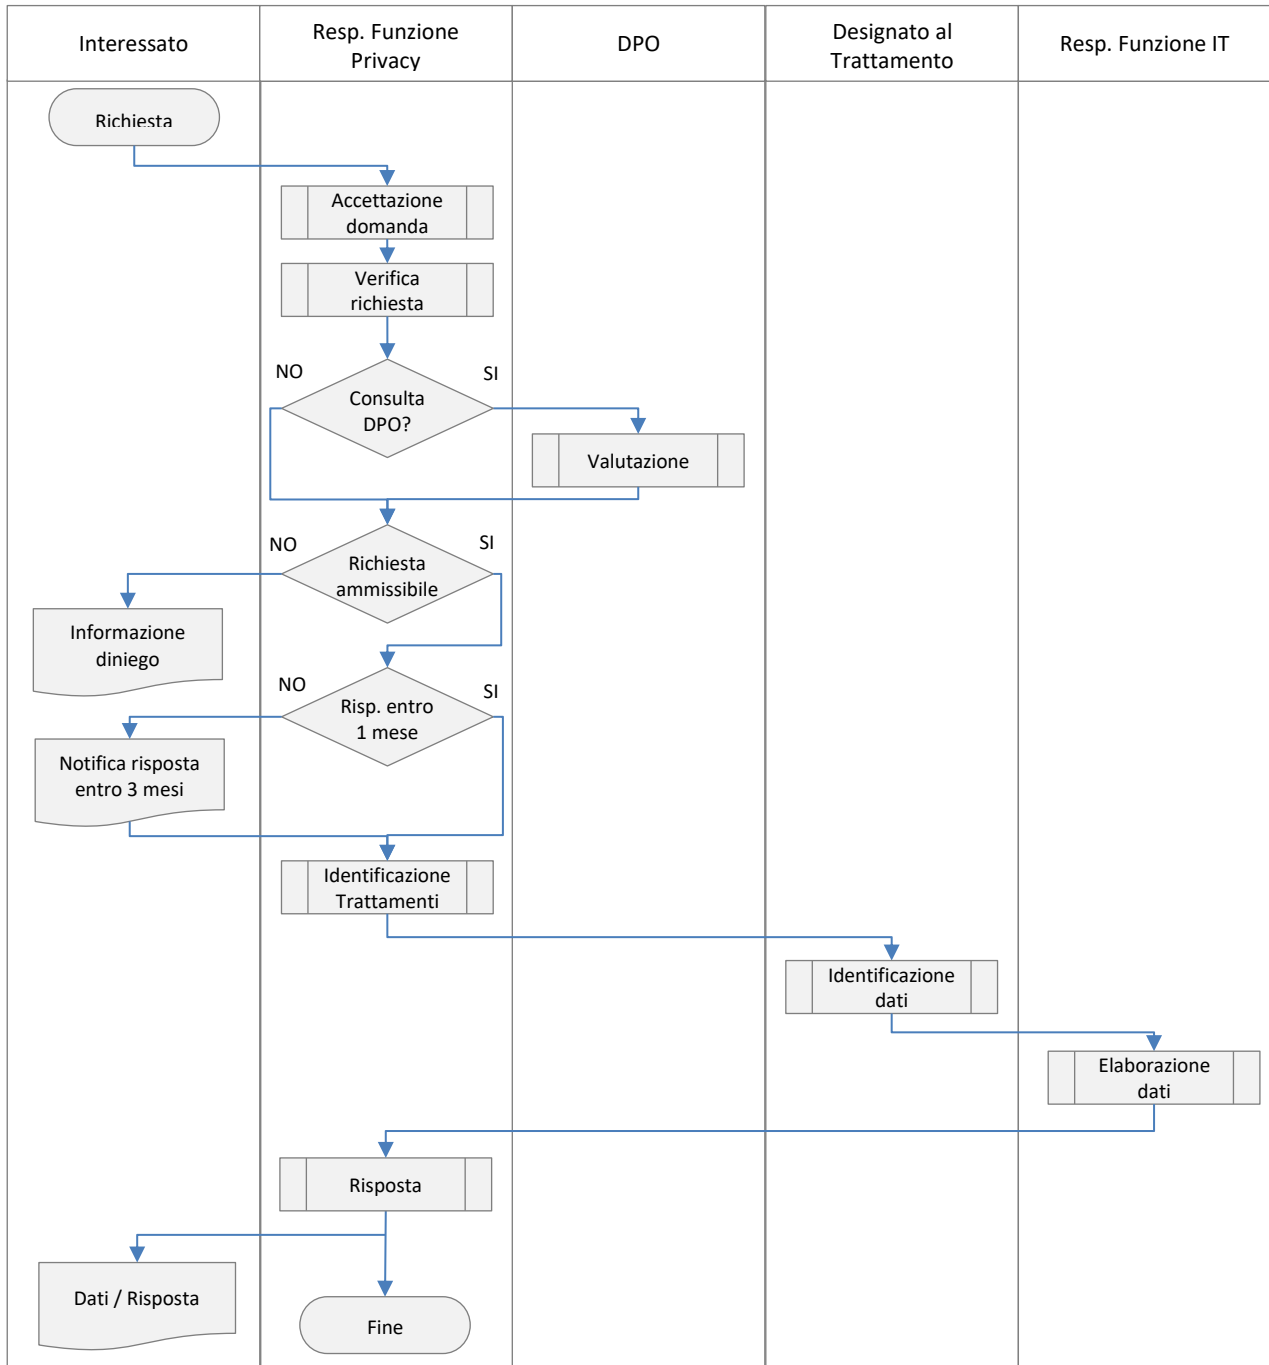 Interessato
Resp. Funzione
Privacy
DPO
Designato al
Trattamento
Resp. Funzione IT
Richiesta
Accettazione
domanda
Verifica
richiesta
NO
SI
Consulta
DPO?
Valutazione
NO
SI
Richiesta
ammissibile
Informazione
diniego
NO
SI
Risp. entro
1 mese
Notifica risposta
entro 3 mesi
Identificazione
Trattamenti
Identificazione
dati
Elaborazione
dati
Risposta
Dati / Risposta
Fine